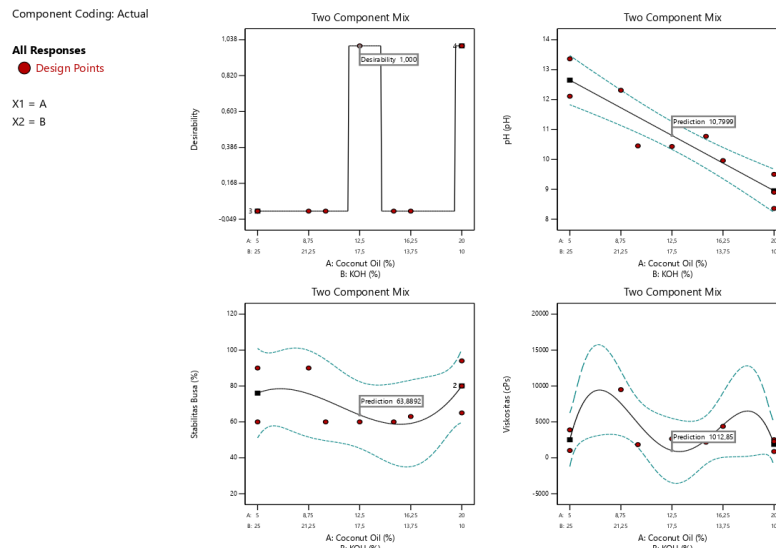 Component Coding: Actual
All Responses
Design Points
X1 = A
X2 = B
Two Component Mix
1,038
0,820
0,603
0,386
0,168
-0,049
Desirability
Desirability 1,000
3
4
A: 5 8,75 12,5 16,25 20
B: 25 21,25 17,5 13,75 10
A: Coconut Oil (%)
B: KOH (%)
Two Component Mix
14
13
12
11
10
9
8
pH (pH)
Prediction 10,7999
A: 5 8,75 12,5 16,25 20
B: 25 21,25 17,5 13,75 10
A: Coconut Oil (%)
B: KOH (%)
Two Component Mix
120
100
80
60
40
20
Stabilitas Busa (%)
Prediction 63,8892
2
A: 5 8,75 12,5 16,25 20
B: 25 21,25 17,5 13,75 10
A: Coconut Oil (%)
B: KOH (%)
Two Component Mix
20000
15000
10000
5000
0
-5000
Viskositas (cPs)
Prediction 1012,85
A: 5 8,75 12,5 16,25 20
B: 25 21,25 17,5 13,75 10
A: Coconut Oil (%)
B: KOH (%)